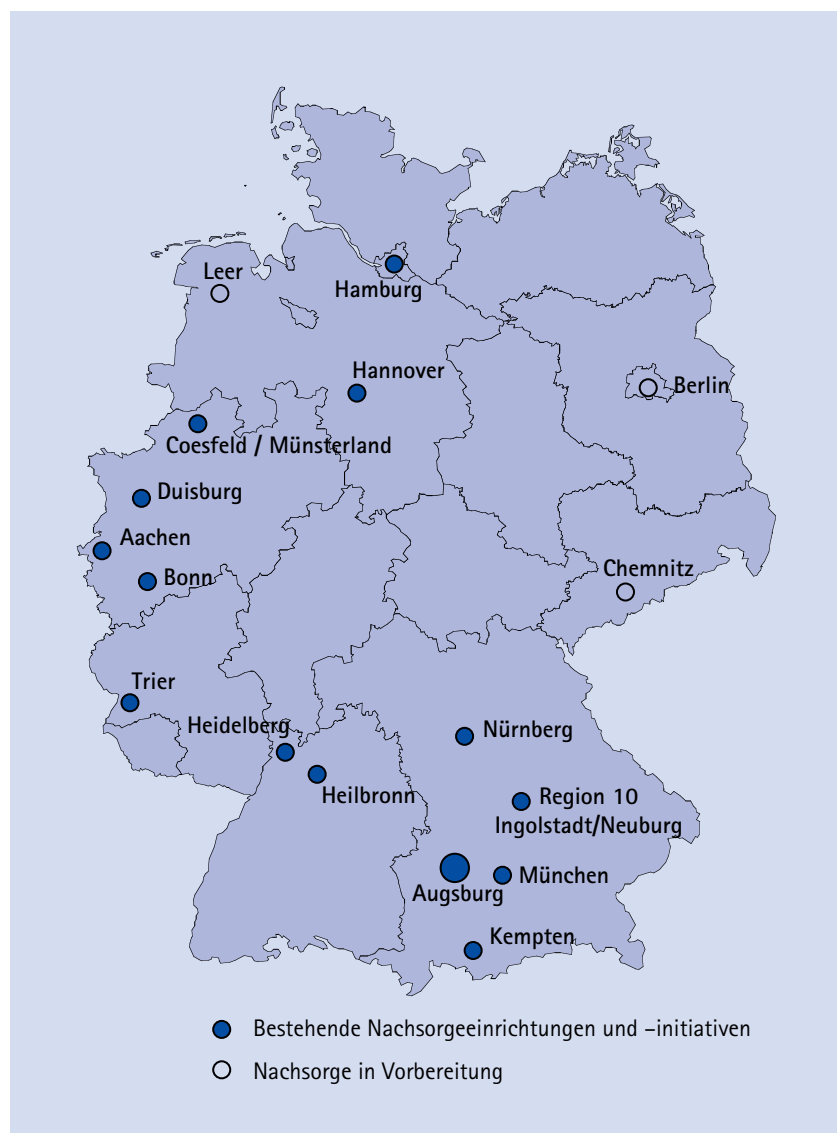 Leer
Hamburg
Hannover
Berlin
Coesfeld / Münsterland
Duisburg
Aachen
Bonn
Chemnitz
Trier
Heidelberg
Nürnberg
Heilbronn
Region 10
Ingolstadt/Neuburg
Augsburg
München
Kempten
Bestehende Nachsorgeeinrichtungen und –initiativen
Nachsorge in Vorbereitung